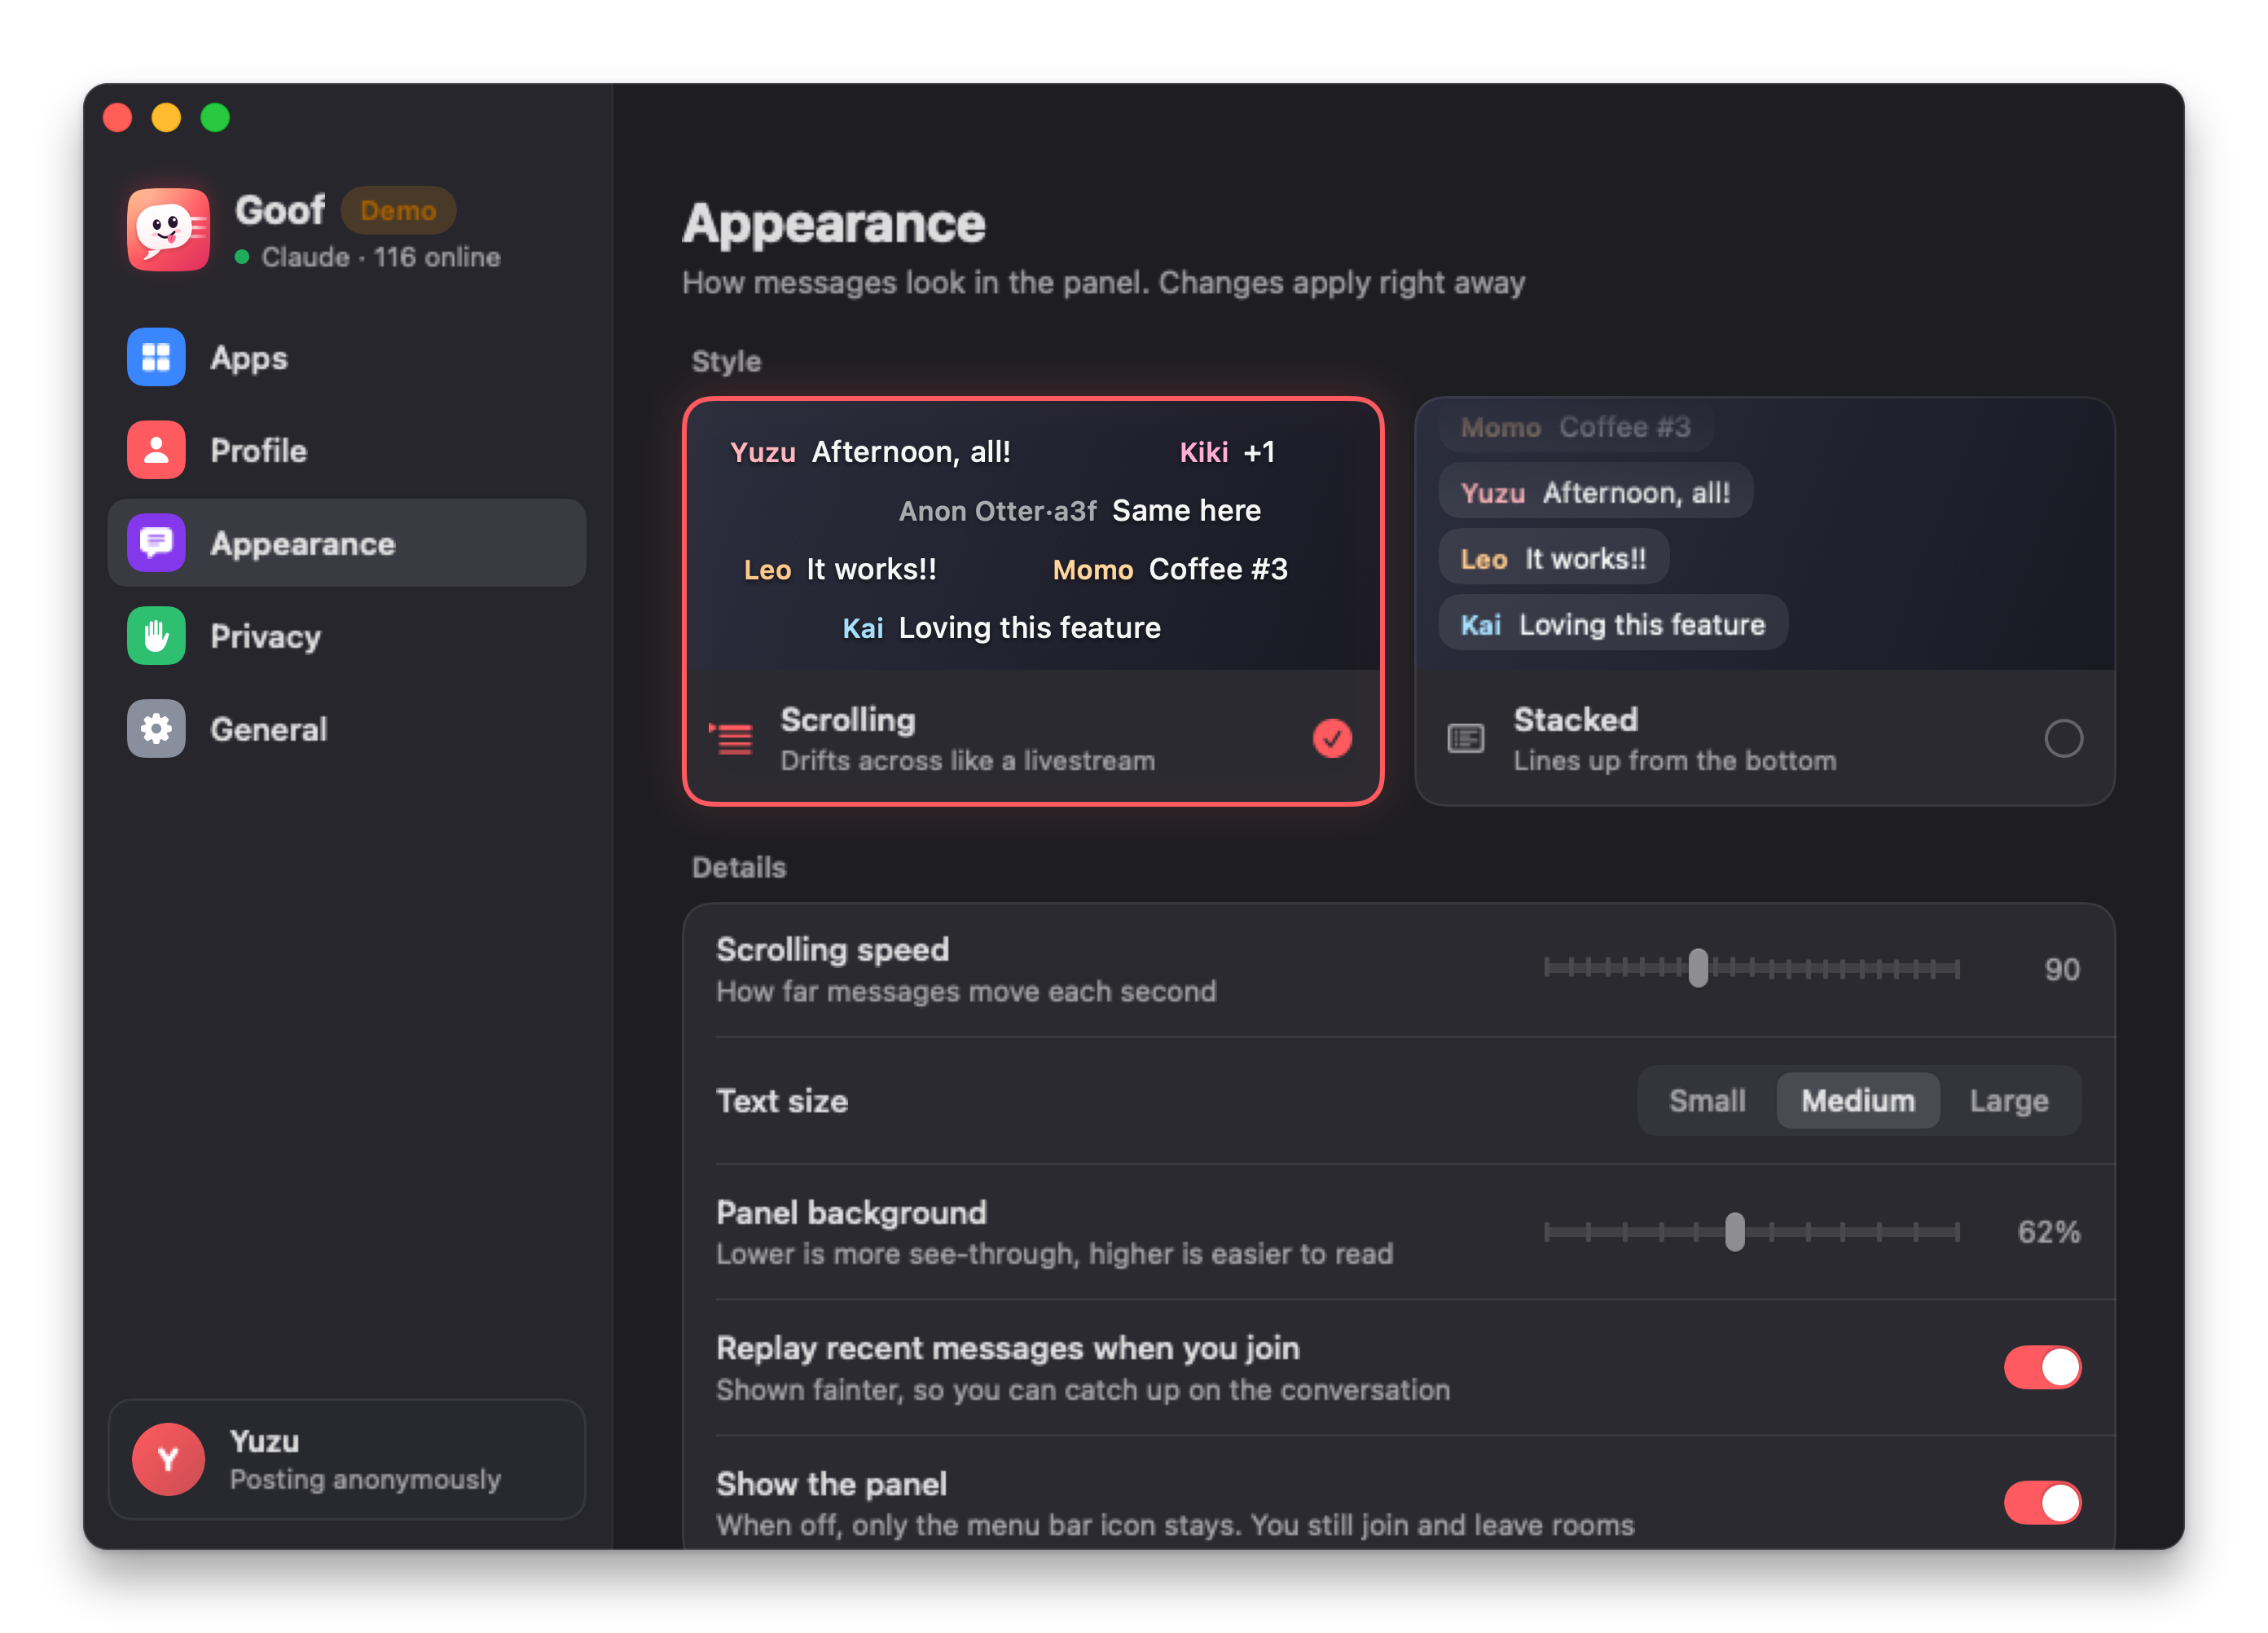 Goof Demo
Claude · 116 online
Apps
Profile
Appearance
Privacy
General
Yuzu
Y
Posting anonymously
Appearance
How messages look in the panel. Changes apply right away
Style
Yuzu Afternoon, all! Kiki +1
Anon Otter·a3f Same here
Leo It works!! Momo Coffee #3
Kai Loving this feature
Scrolling
Drifts across like a livestream
Momo Coffee #3
Yuzu Afternoon, all!
Leo It works!!
Kai Loving this feature
Stacked
Lines up from the bottom
Details
Scrolling speed
How far messages move each second
90
Text size
Small Medium Large
Panel background
Lower is more see-through, higher is easier to read
62%
Replay recent messages when you join
Shown fainter, so you can catch up on the conversation
Show the panel
When off, only the menu bar icon stays. You still join and leave rooms